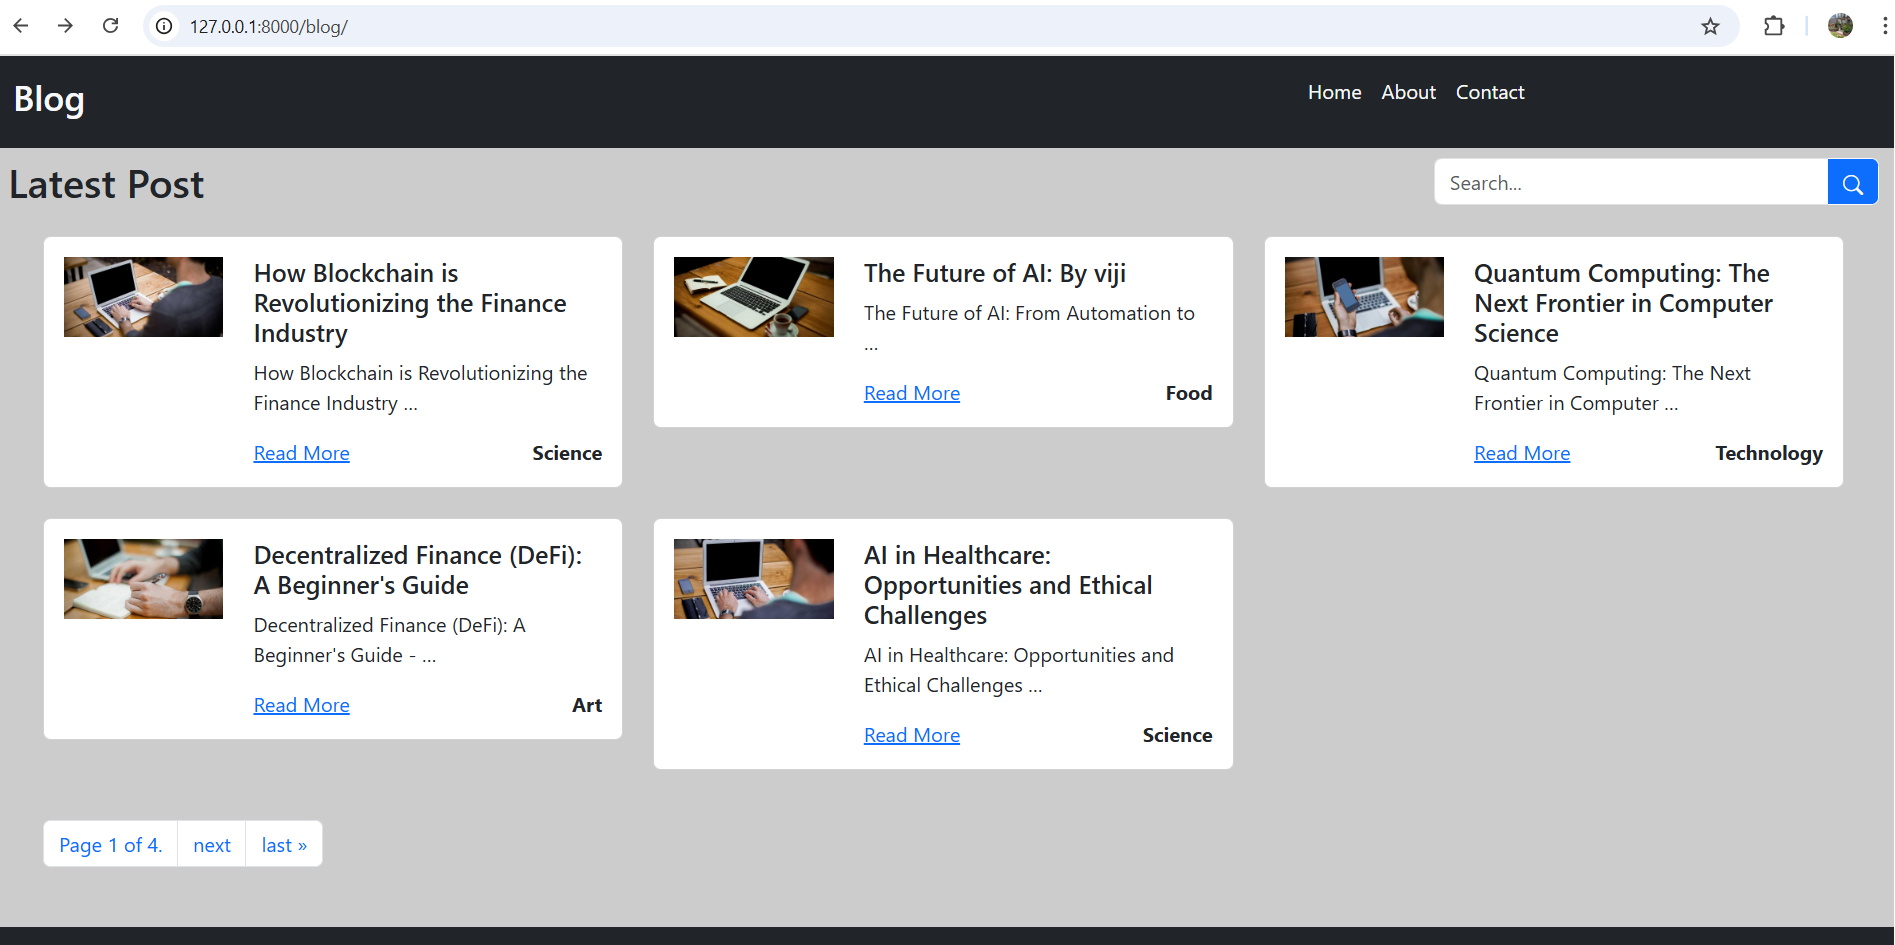 127.0.0.1:8000/blog/
Blog
Home About Contact
Latest Post
Search...
How Blockchain is
Revolutionizing the Finance
Industry
How Blockchain is Revolutionizing the
Finance Industry ...
Read More Science
The Future of AI: By viji
The Future of AI: From Automation to
...
Read More Food
Quantum Computing: The
Next Frontier in Computer
Science
Quantum Computing: The Next
Frontier in Computer ...
Read More Technology
Decentralized Finance (DeFi):
A Beginner's Guide
Decentralized Finance (DeFi): A
Beginner's Guide - ...
Read More Art
AI in Healthcare:
Opportunities and Ethical
Challenges
AI in Healthcare: Opportunities and
Ethical Challenges ...
Read More Science
Page 1 of 4. next last »